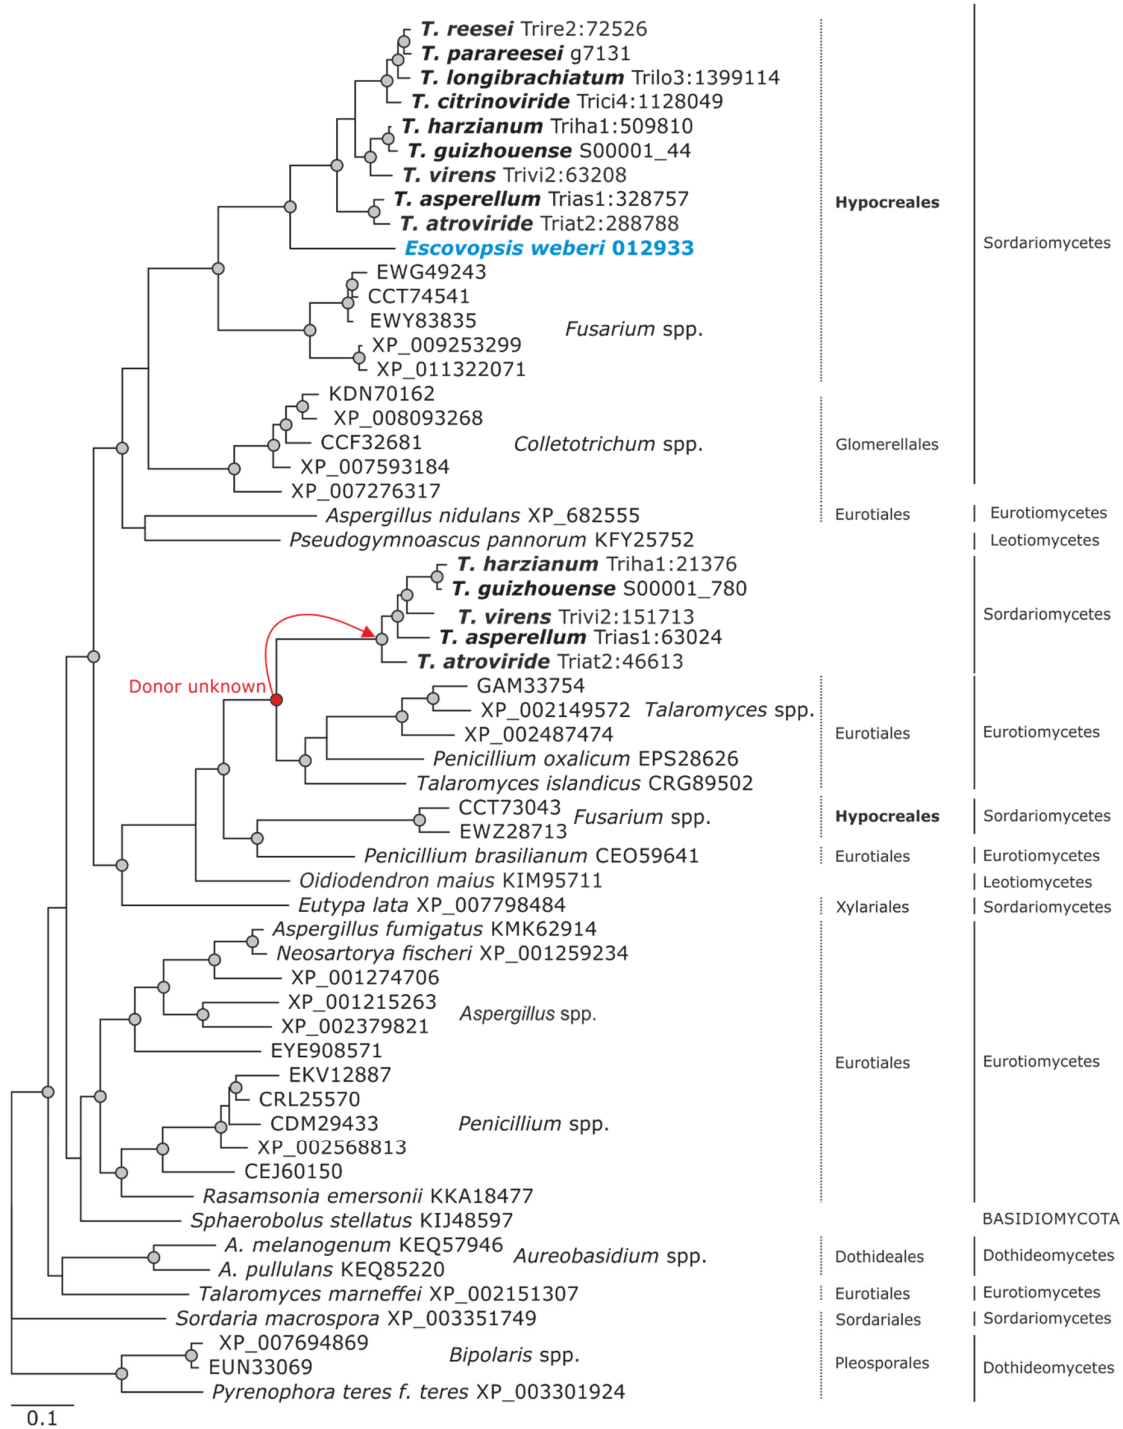 T. reesei Trire2:72526
T. parareesei g7131
T. longibrachiatum Trilo3:1399114
T. citrinoviride Trici4:1128049
T. harzianum Triha1:509810
T. guizhouense S00001_44
T. virens Trivi2:63208
T. asperellum Trias1:328757
Hypocreales
T. atroviride Triat2:288788
Escovopsis weberi 012933
Sordariomycetes
EWG49243
CCT74541
EWY83835
Fusarium spp.
XP_009253299
XP_011322071
KDN70162
XP_008093268
CCF32681
Colletotrichum spp.
Glomerellales
XP_007593184
XP_007276317
Aspergillus nidulans XP_682555
Eurotiales
Eurotiomycetes
Pseudogymnoascus pannorum KFY25752
Leotiomycetes
T. harzianum Triha1:21376
T. guizhouense S00001_780
T. virens Trivi2:151713
Sordariomycetes
T. asperellum Trias1:63024
T. atroviride Triat2:46613
Donor unknown
GAM33754
XP_002149572 Talaromyces spp.
XP_002487474
Eurotiales
Eurotiomycetes
Penicillium oxalicum EPS28626
Talaromyces islandicus CRG89502
CCT73043
Fusarium spp.
Hypocreales
Sordariomycetes
EWZ28713
Penicillium brasilianum CEO59641
Eurotiales
Eurotiomycetes
Oidiodendron maius KIM95711
Leotiomycetes
Eutypa lata XP_007798484
Xylariales
Sordariomycetes
Aspergillus fumigatus KMK62914
Neosartorya fischeri XP_001259234
XP_001274706
XP_001215263
Aspergillus spp.
XP_002379821
EYE908571
Eurotiales
Eurotiomycetes
EKV12887
CRL25570
CDM29433
Penicillium spp.
XP_002568813
CEJ60150
Rasamsonia emersonii KKA18477
Sphaerobolus stellatus KIJ48597
BASIDIOMYCOTA
A. melanogenum KEQ57946
Aureobasidium spp.
Dothideales
Dothideomycetes
A. pullulans KEQ85220
Talaromyces marneffei XP_002151307
Eurotiales
Eurotiomycetes
Sordaria macrospora XP_003351749
Sordariales
Sordariomycetes
XP_007694869
Bipolaris spp.
Pleosporales
Dothideomycetes
EUN33069
Pyrenophora teres f. teres XP_003301924
0.1